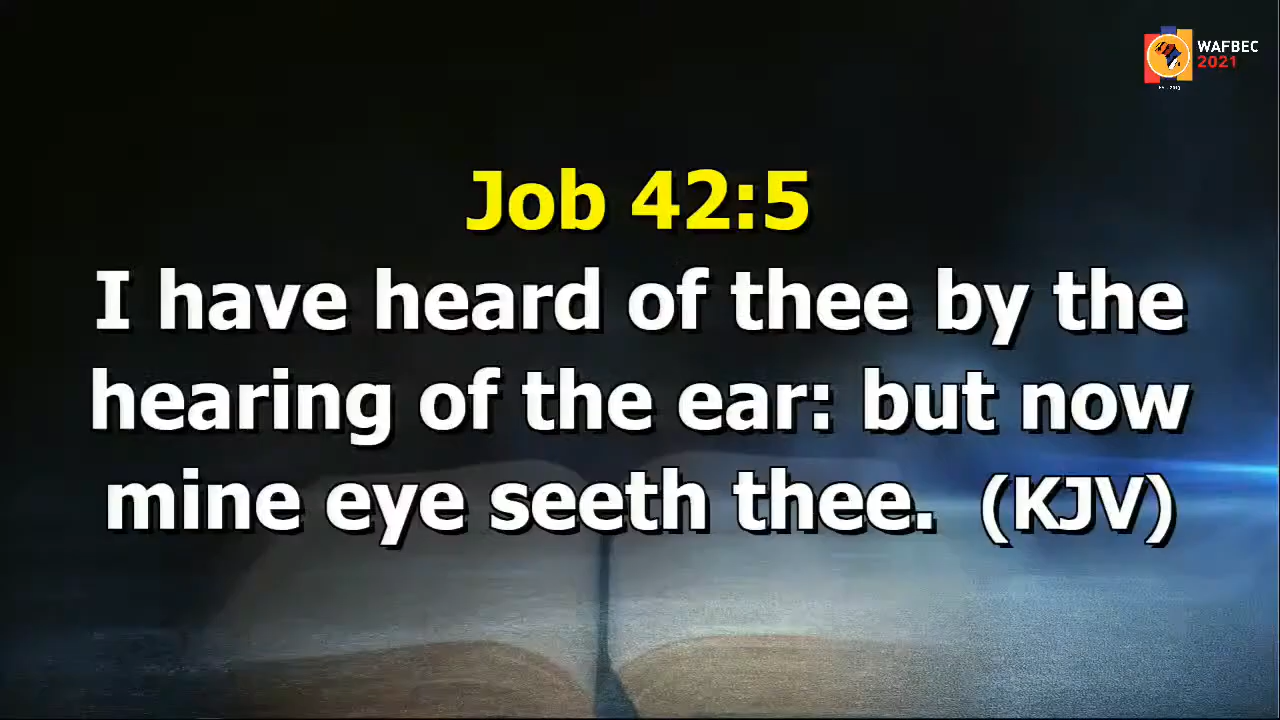 WAFBEC
2021
Job 42:5
I have heard of thee by the
hearing of the ear: but now
mine eye seeth thee. (KJV)